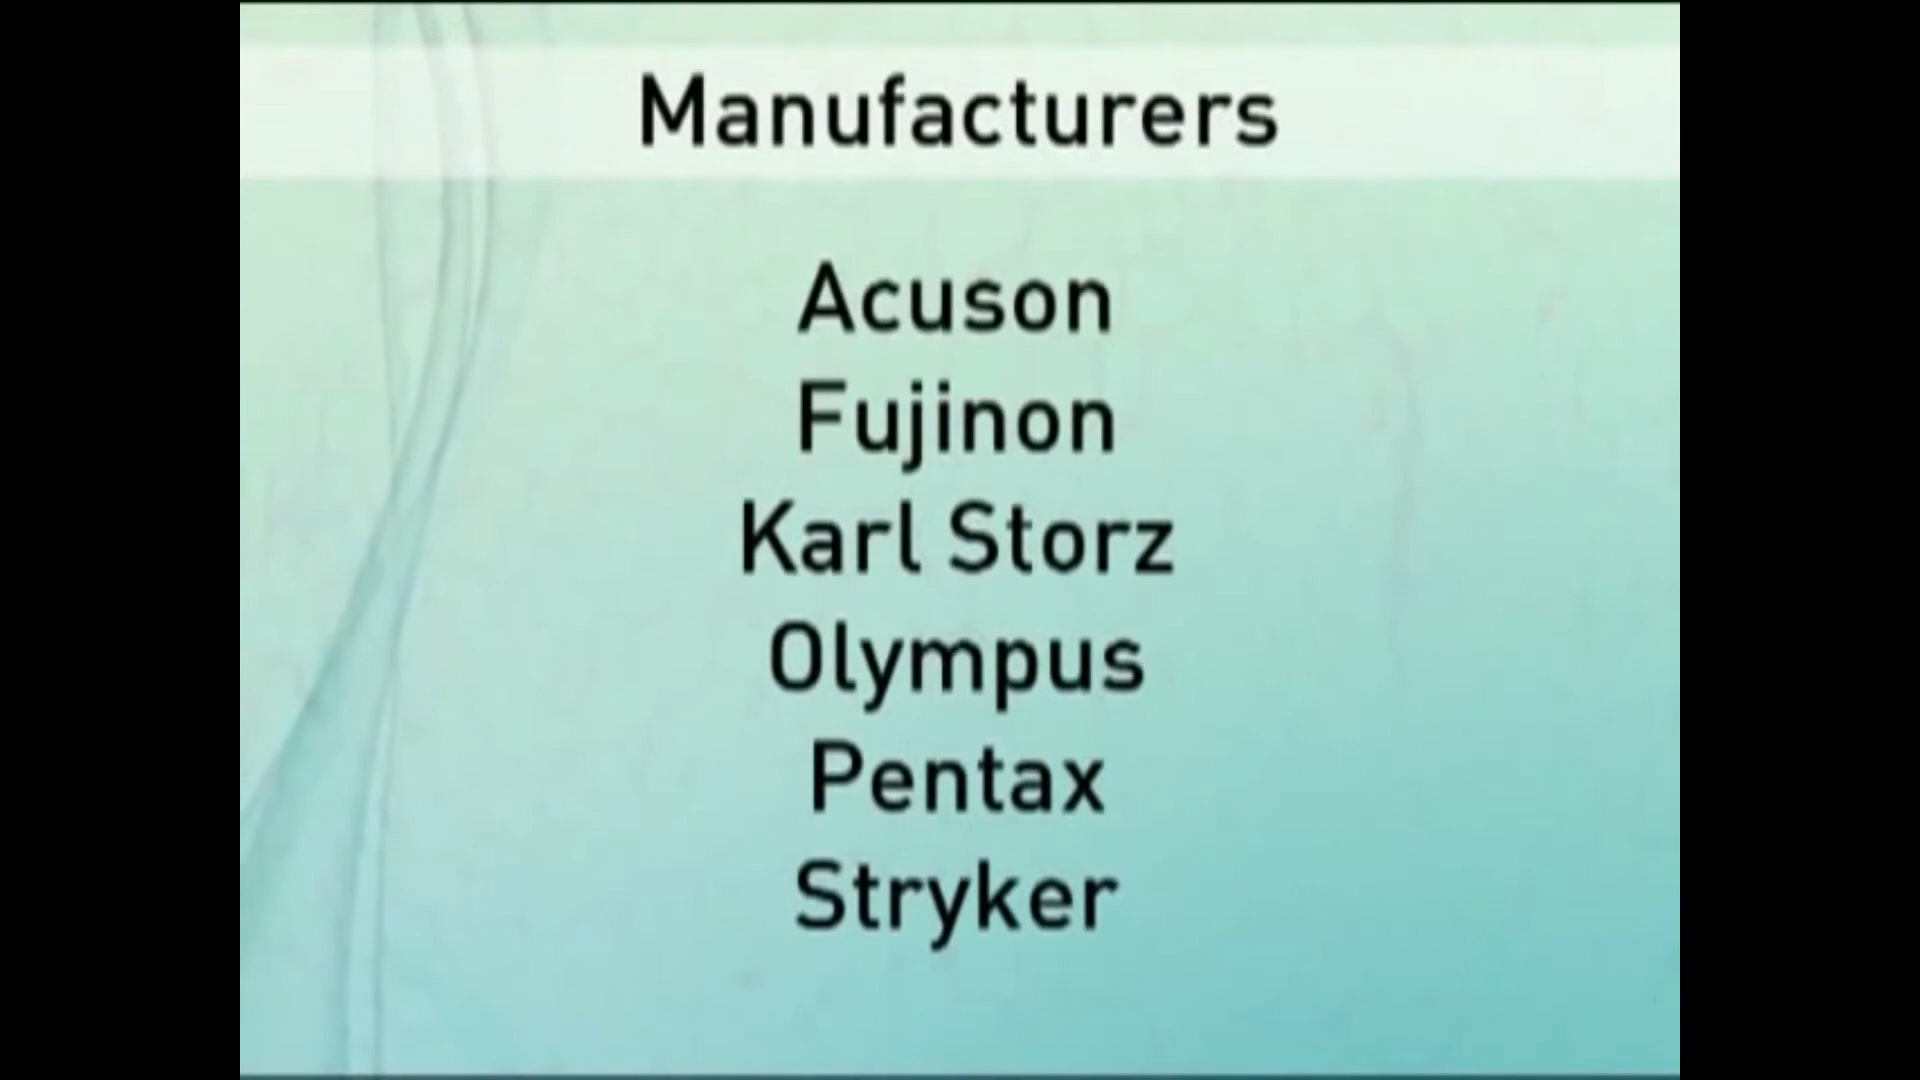 Manufacturers
Acuson
Fujinon
Karl Storz
Olympus
Pentax
Stryker